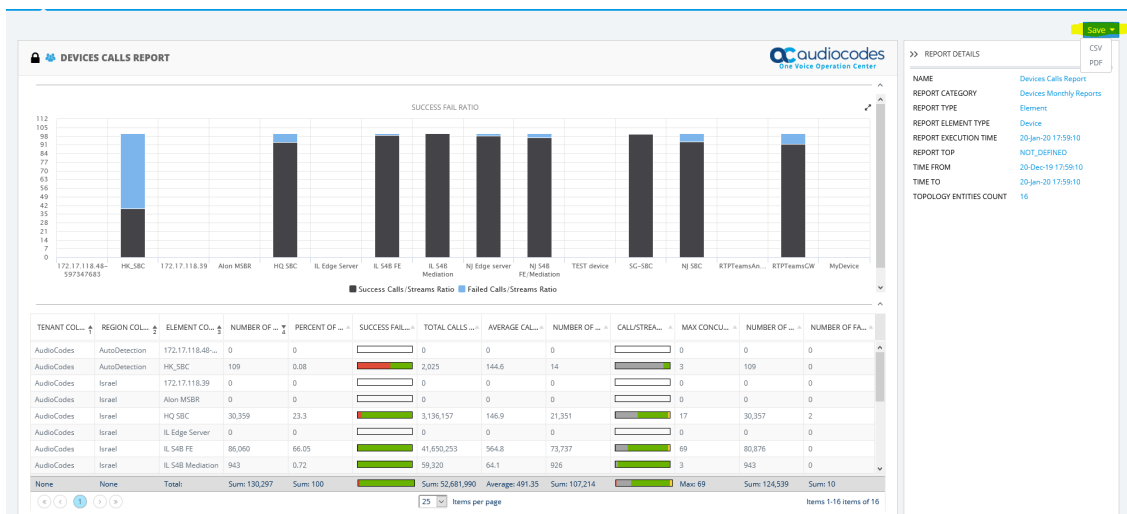 Save
CSV
PDF
DEVICES CALLS REPORT
audiocodes
One Voice Operation Center
SUCCESS FAIL RATIO
112
105
98
91
84
77
70
63
56
49
42
35
28
21
14
7
0
172.17.118.48-597347683 HK_SBC 172.17.118.39 Alon MSBR HQ SBC IL Edge Server IL S4B FE IL S4B Mediation NJ Edge server NJ S4B FE/Mediation TEST device SG-SBC NJ SBC RTPTeamsAn... RTPTeamsGW MyDevice
Success Calls/Streams Ratio Failed Calls/Streams Ratio
TENANT COL... 1 REGION COL... 2 ELEMENT CO... 3 NUMBER OF ... 4 PERCENT OF ... SUCCESS FAIL... TOTAL CALLS ... AVERAGE CAL... NUMBER OF ... CALL/STREA... MAX CONCU... NUMBER OF ... NUMBER OF FA...
AudioCodes AutoDetection 172.17.118.48-... 0 0 0 0 0 0 0 0
AudioCodes AutoDetection HK_SBC 109 0.08 2,025 144.6 14 3 109 0
AudioCodes Israel 172.17.118.39 0 0 0 0 0 0 0 0
AudioCodes Israel Alon MSBR 0 0 0 0 0 0 0 0
AudioCodes Israel HQ SBC 30,359 23.3 3,136,157 146.9 21,351 17 30,357 2
AudioCodes Israel IL Edge Server 0 0 0 0 0 0 0 0
AudioCodes Israel IL S4B FE 86,060 66.05 41,650,253 564.8 73,737 69 80,876 0
AudioCodes Israel IL S4B Mediation 943 0.72 59,320 64.1 926 3 943 0
None None Total: Sum: 130,297 Sum: 100 Sum: 52,681,990 Average: 491.35 Sum: 107,214 Max: 69 Sum: 124,539 Sum: 10
1 25 Items per page Items 1-16 items of 16
REPORT DETAILS
NAME Devices Calls Report
REPORT CATEGORY Devices Monthly Reports
REPORT TYPE Element
REPORT ELEMENT TYPE Device
REPORT EXECUTION TIME 20-Jan-20 17:59:10
REPORT TOP NOT_DEFINED
TIME FROM 20-Dec-19 17:59:10
TIME TO 20-Jan-20 17:59:10
TOPOLOGY ENTITIES COUNT 16